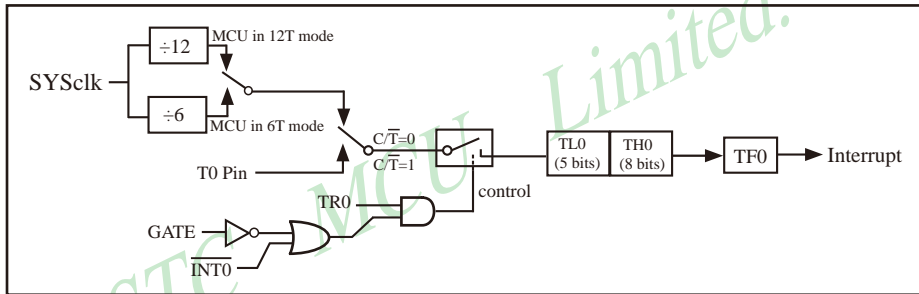 ÷12
MCU in 12T mode
SYSclk
÷6
MCU in 6T mode
C/T̅=0
C/T̅=1
T0 Pin
TL0
(5 bits)
TH0
(8 bits)
TF0
Interrupt
control
TR0
GATE
I̅N̅T̅0̅
STC MCU Limited.